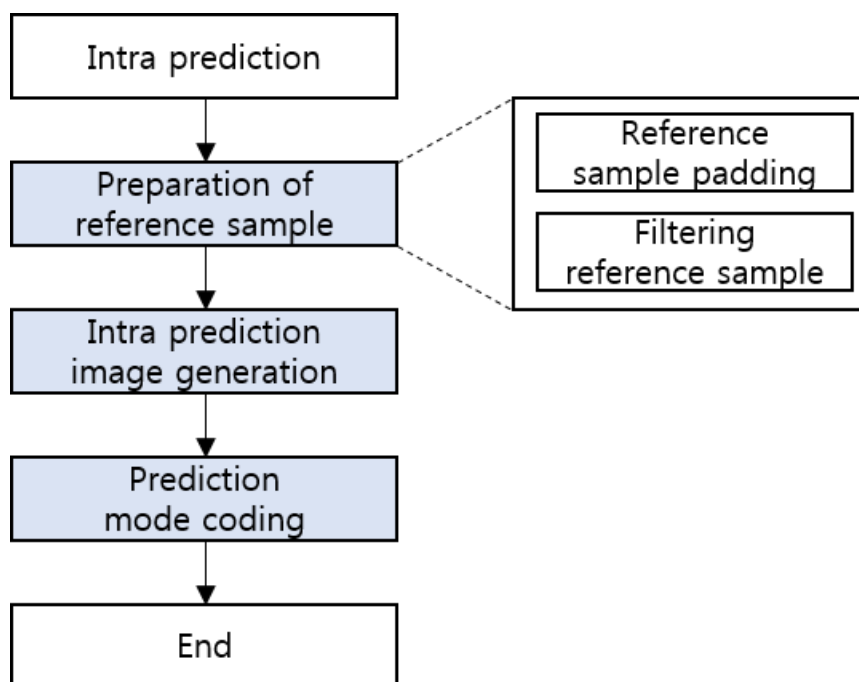 Intra prediction
Preparation of
reference sample
Reference
sample padding
Filtering
reference sample
Intra prediction
image generation
Prediction
mode coding
End